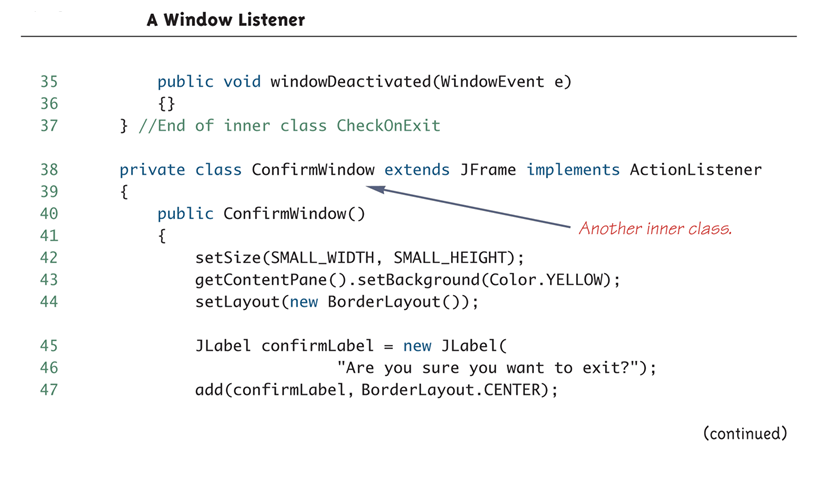 A Window Listener
35 public void windowDeactivated(WindowEvent e)
36 {}
37 } //End of inner class CheckOnExit
38 private class ConfirmWindow extends JFrame implements ActionListener
39 {
40 public ConfirmWindow()
41 {
Another inner class.
42 setSize(SMALL_WIDTH, SMALL_HEIGHT);
43 getContentPane().setBackground(Color.YELLOW);
44 setLayout(new BorderLayout());
45 JLabel confirmLabel = new JLabel(
46 "Are you sure you want to exit?");
47 add(confirmLabel, BorderLayout.CENTER);
(continued)